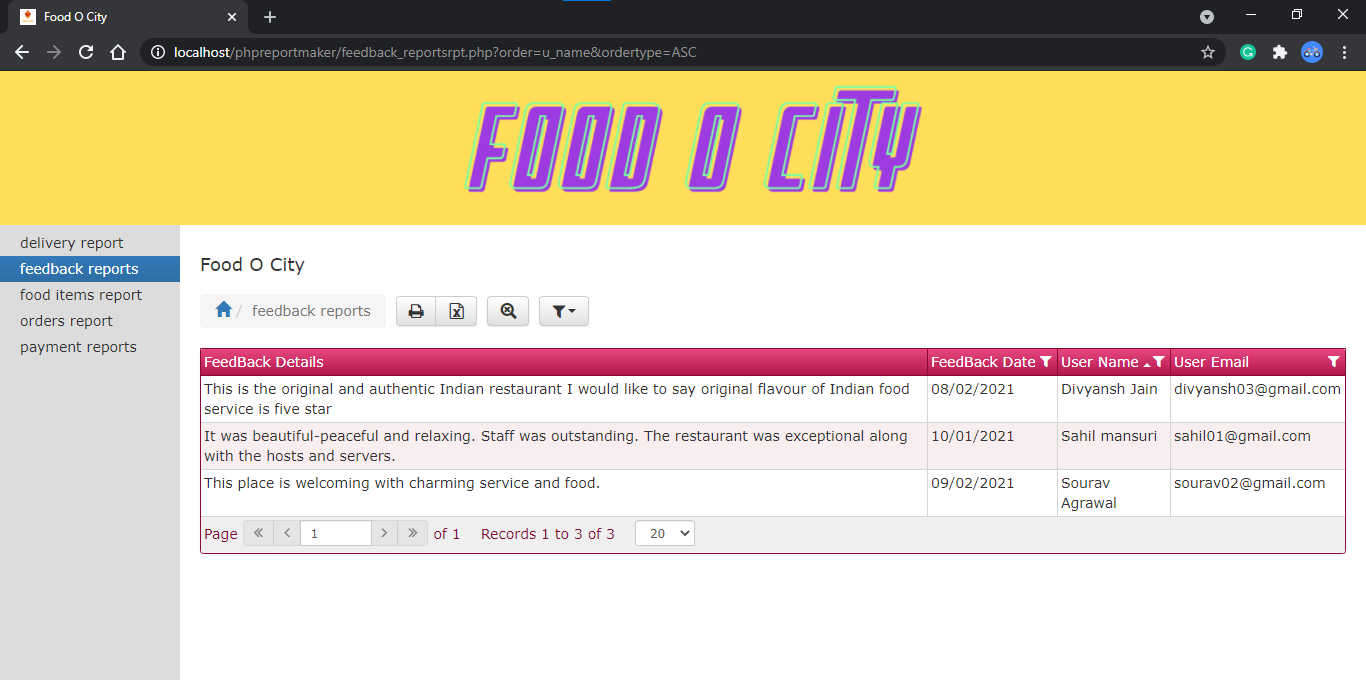 Food O City
localhost/phpreportmaker/feedback_reportsrpt.php?order=u_name&ordertype=ASC
FOOD O CiTY
delivery report
feedback reports
food items report
orders report
payment reports
Food O City
/ feedback reports
FeedBack Details FeedBack Date User Name User Email
This is the original and authentic Indian restaurant I would like to say original flavour of Indian food 08/02/2021 Divyansh Jain divyansh03@gmail.com
service is five star
It was beautiful-peaceful and relaxing. Staff was outstanding. The restaurant was exceptional along 10/01/2021 Sahil mansuri sahil01@gmail.com
with the hosts and servers.
This place is welcoming with charming service and food. 09/02/2021 Sourav sourav02@gmail.com
Agrawal
Page « ‹ 1 › » of 1 Records 1 to 3 of 3 20